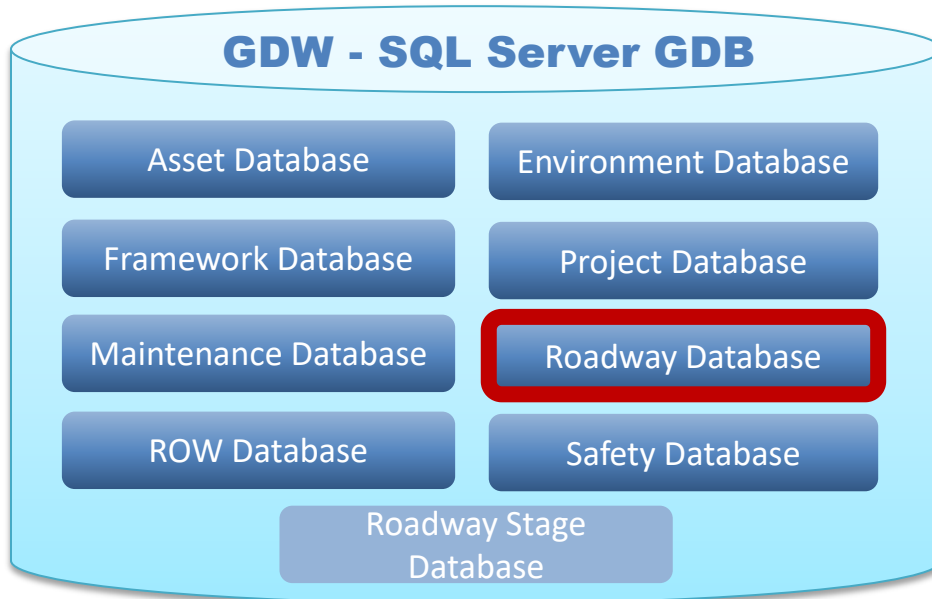 GDW - SQL Server GDB
Asset Database
Environment Database
Framework Database
Project Database
Maintenance Database
Roadway Database
ROW Database
Safety Database
Roadway Stage
Database